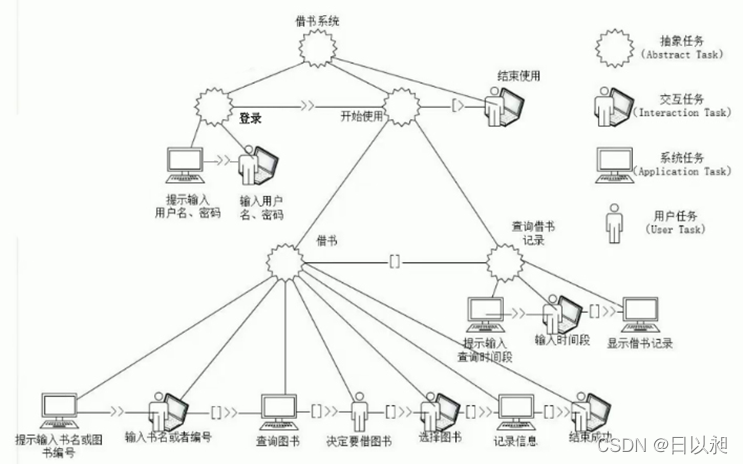 借书系统
抽象任务
(Abstract Task)
结束使用
>>
[>
登录
开始使用
交互任务
(Interaction Task)
>>
提示输入
用户名、密码
输入用户
名、密码
系统任务
(Application Task)
用户任务
(User Task)
借书
[]
查询借书
记录
[]>>
提示输入
查询时间段
输入时间段
显示借书记录
>>
[]>>
[]>>
[]>>
[]>>
[]>>
提示输入书名或图
书编号
输入书名或者编号
查询图书
决定要借图书
选择图书
记录信息
结束成功
CSDN @日以昶